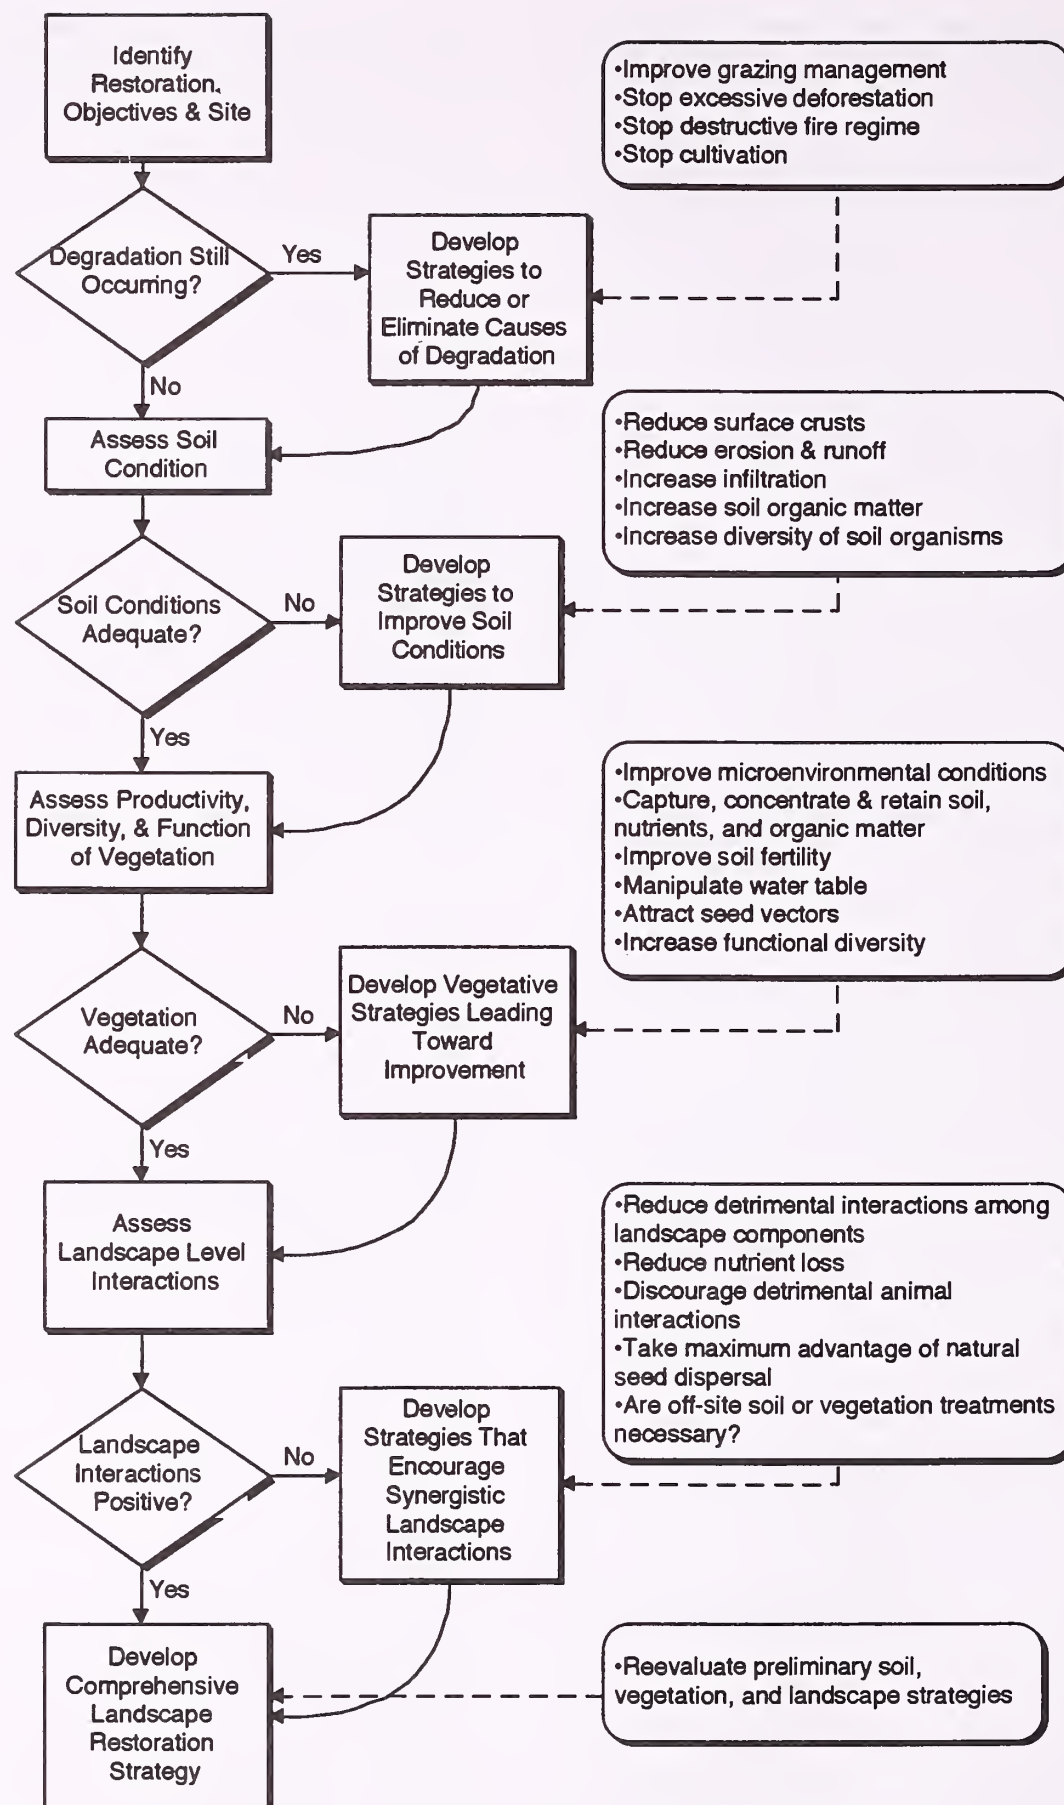 Identify
Restoration,
Objectives & Site
•Improve grazing management
•Stop excessive deforestation
•Stop destructive fire regime
•Stop cultivation
Degradation Still
Occurring?
Yes
Develop
Strategies to
Reduce or
Eliminate Causes
of Degradation
No
Assess Soil
Condition
•Reduce surface crusts
•Reduce erosion & runoff
•Increase infiltration
•Increase soil organic matter
•Increase diversity of soil organisms
Soil Conditions
Adequate?
No
Develop
Strategies to
Improve Soil
Conditions
Yes
Assess Productivity,
Diversity, & Function
of Vegetation
•Improve microenvironmental conditions
•Capture, concentrate & retain soil,
nutrients, and organic matter
•Improve soil fertility
•Manipulate water table
•Attract seed vectors
•Increase functional diversity
Vegetation
Adequate?
No
Develop Vegetative
Strategies Leading
Toward
Improvement
Yes
Assess
Landscape Level
Interactions
•Reduce detrimental interactions among
landscape components
•Reduce nutrient loss
•Discourage detrimental animal
interactions
•Take maximum advantage of natural
seed dispersal
•Are off-site soil or vegetation treatments
necessary?
Landscape
Interactions
Positive?
No
Develop
Strategies That
Encourage
Synergistic
Landscape
Interactions
Yes
Develop
Comprehensive
Landscape
Restoration
Strategy
•Reevaluate preliminary soil,
vegetation, and landscape strategies